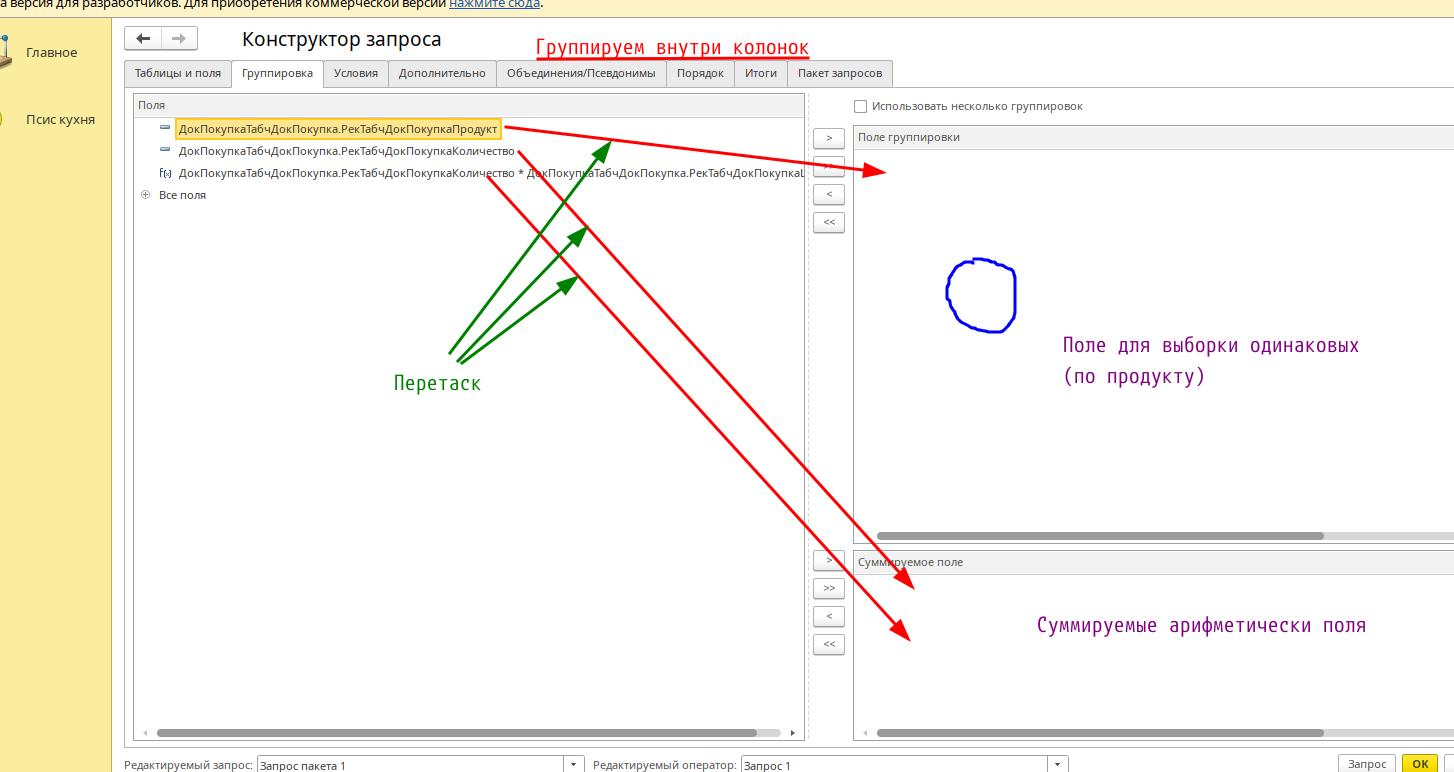 а версия для разработчиков. Для приобретения коммерческой версии нажмите сюда.
Главное
Псис кухня
Конструктор запроса
Группируем внутри колонок
Таблицы и поля Группировка Условия Дополнительно Объединения/Псевдонимы Порядок Итоги Пакет запросов
Поля
ДокПокупкаТабчДокПокупка.РекТабчДокПокупкаПродукт
ДокПокупкаТабчДокПокупка.РекТабчДокПокупкаКоличество
ДокПокупкаТабчДокПокупка.РекТабчДокПокупкаКоличество * ДокПокупкаТабчДокПокупка.РекТабчДокПокупкаЦ
Все поля
Перетаск
>
>>
<
<<
Использовать несколько группировок
Поле группировки
Поле для выборки одинаковых
(по продукту)
>
>>
<
<<
Суммируемое поле
Суммируемые арифметически поля
Редактируемый запрос: Запрос пакета 1 Редактируемый оператор: Запрос 1 Запрос ОК